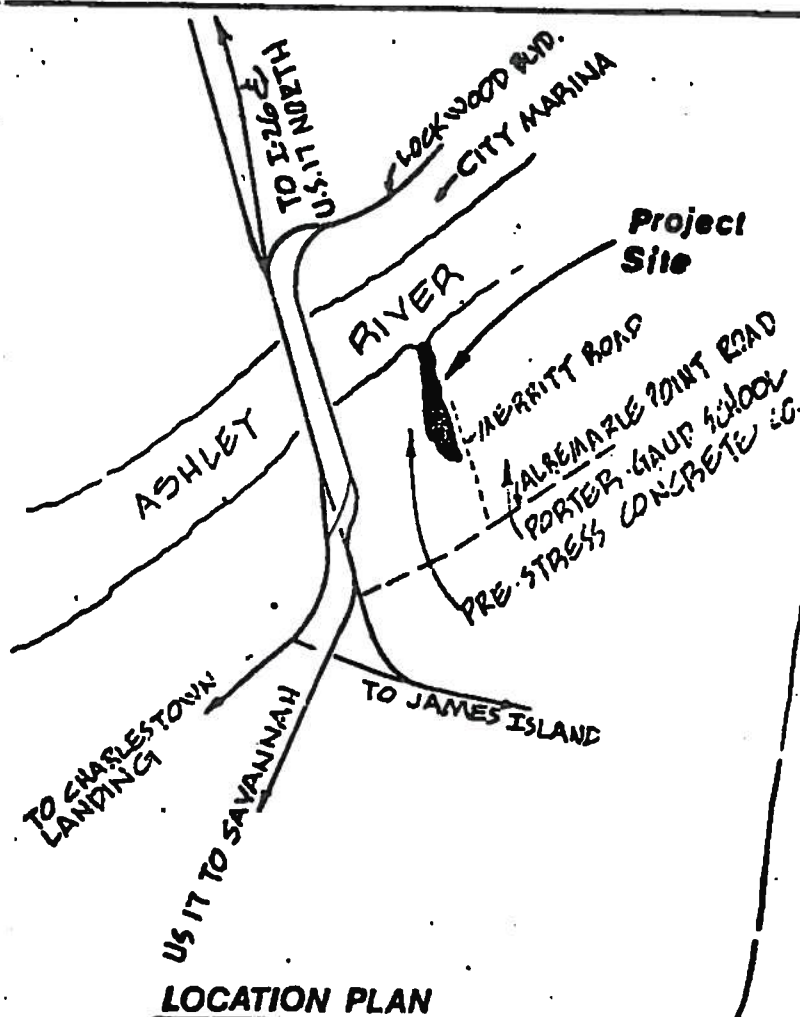 TO I-26 &
U.S. 17 NORTH
LOCKWOOD BLVD.
CITY MARINA
Project
Site
ASHLEY RIVER
MERRITT ROAD
ALBEMARLE POINT ROAD
PORTER-GAUD SCHOOL
PRE-STRESS CONCRETE CO.
TO JAMES ISLAND
TO CHARLESTOWN
LANDING
US 17 TO SAVANNAH
LOCATION PLAN